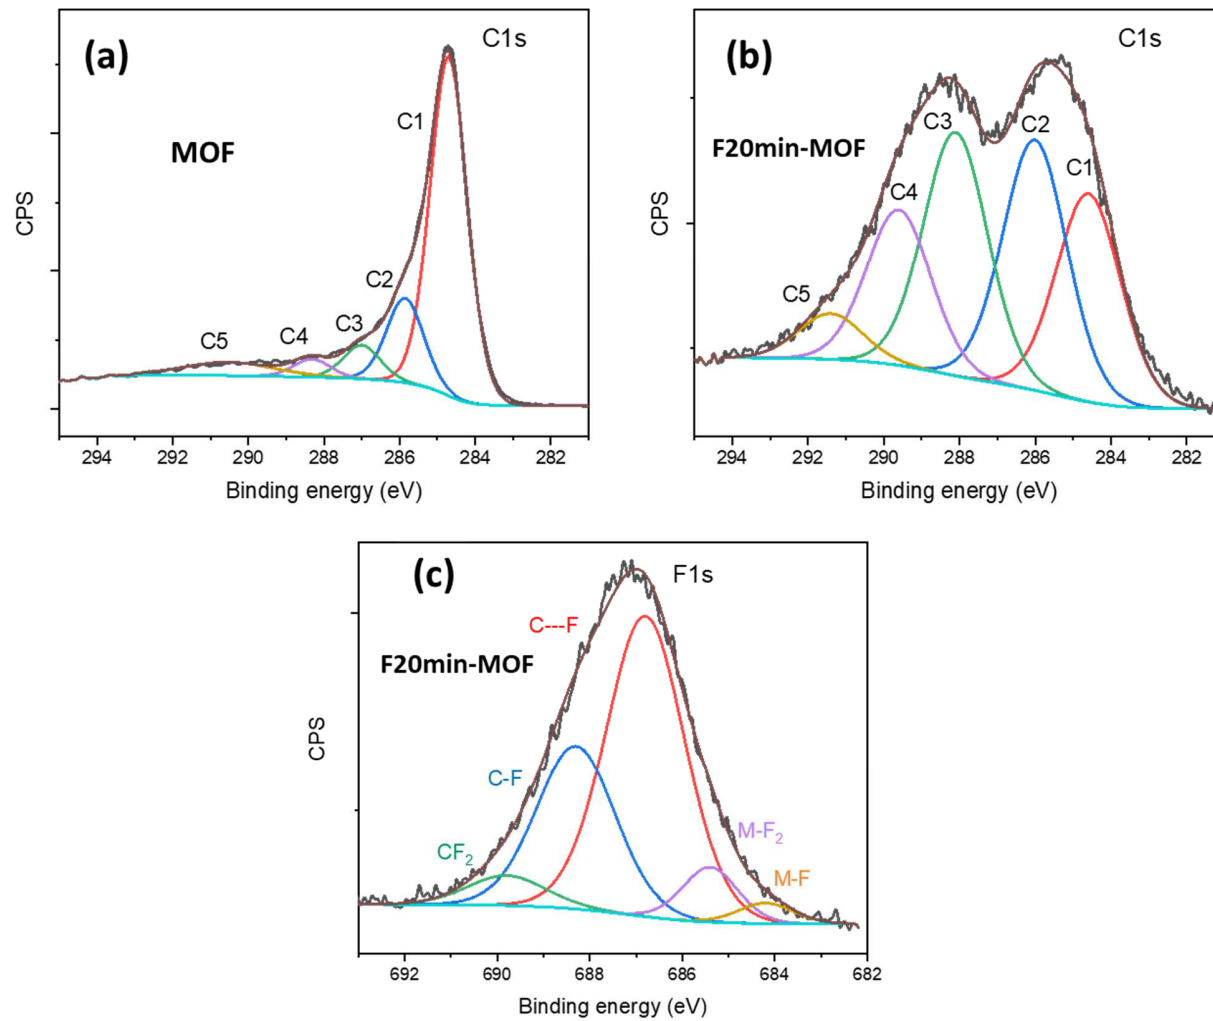 (a)
C1s
C1
MOF
C2
C3
C4
C5
CPS
294 292 290 288 286 284 282
Binding energy (eV)
(b)
C1s
C3
C2
F20min-MOF
C1
C4
C5
CPS
294 292 290 288 286 284 282
Binding energy (eV)
(c)
F1s
C---F
F20min-MOF
C-F
M-F₂
CF₂
M-F
CPS
692 690 688 686 684 682
Binding energy (eV)